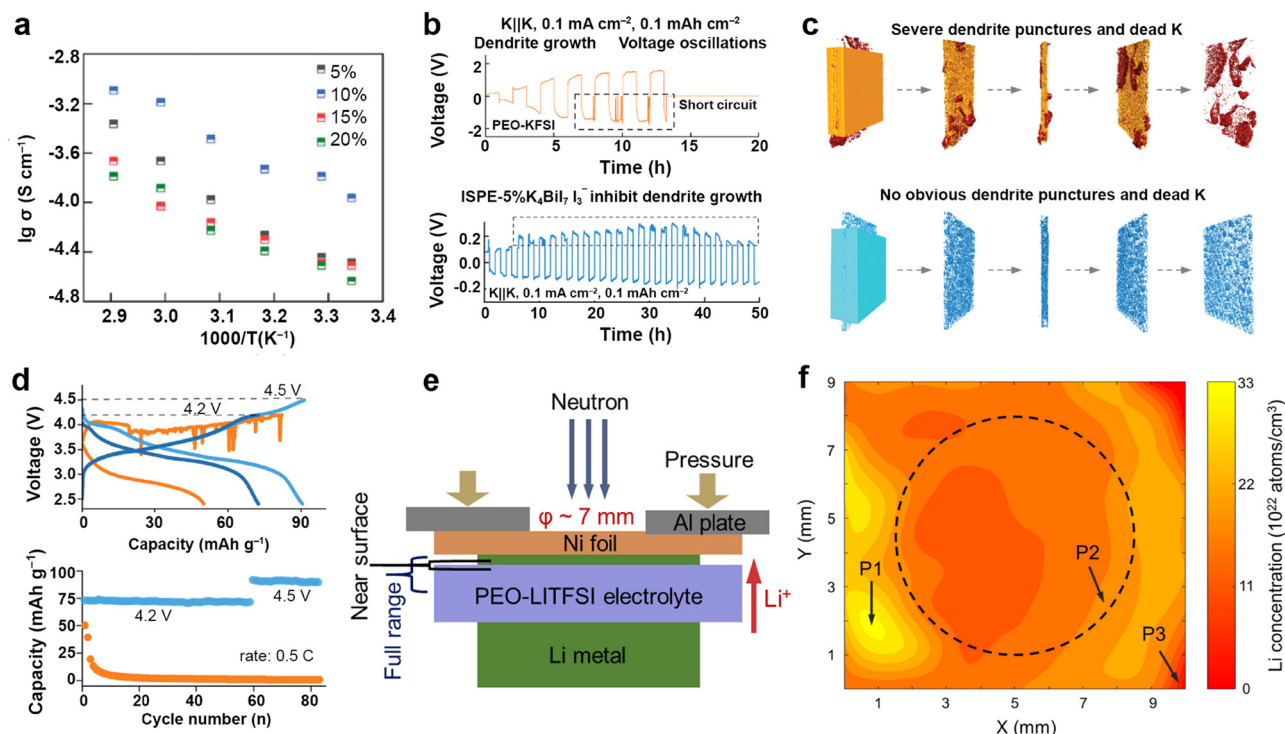 a
-2.8
-3.2
-3.6
-4.0
-4.4
-4.8
lg σ (S cm⁻¹)
5%
10%
15%
20%
2.9 3.0 3.1 3.2 3.3 3.4
1000/T(K⁻¹)
b
K||K, 0.1 mA cm⁻², 0.1 mAh cm⁻²
Dendrite growth Voltage oscillations
Voltage (V)
2
0
-2
PEO-KFSI
Short circuit
0 5 10 15 20
Time (h)
ISPE-5%K₄BiI₇ I₃⁻ inhibit dendrite growth
Voltage (V)
0.2
0.0
-0.2
K||K, 0.1 mA cm⁻², 0.1 mAh cm⁻²
0 10 20 30 40 50
Time (h)
c
Severe dendrite punctures and dead K
No obvious dendrite punctures and dead K
d
4.5 V
4.2 V
Voltage (V)
4.5
4.0
3.5
3.0
2.5
0 30 60 90
Capacity (mAh g⁻¹)
Capacity (mAh g⁻¹)
100
75
50
25
0
4.2 V
4.5 V
rate: 0.5 C
0 20 40 60 80
Cycle number (n)
e
Neutron
Pressure
φ ~ 7 mm
Al plate
Ni foil
Near surface
Full range
PEO-LITFSI electrolyte
Li⁺
Li metal
f
9
7
5
3
1
Y (mm)
P1
P2
P3
1 3 5 7 9
X (mm)
33
22
11
0
Li concentration (10²² atoms/cm³)